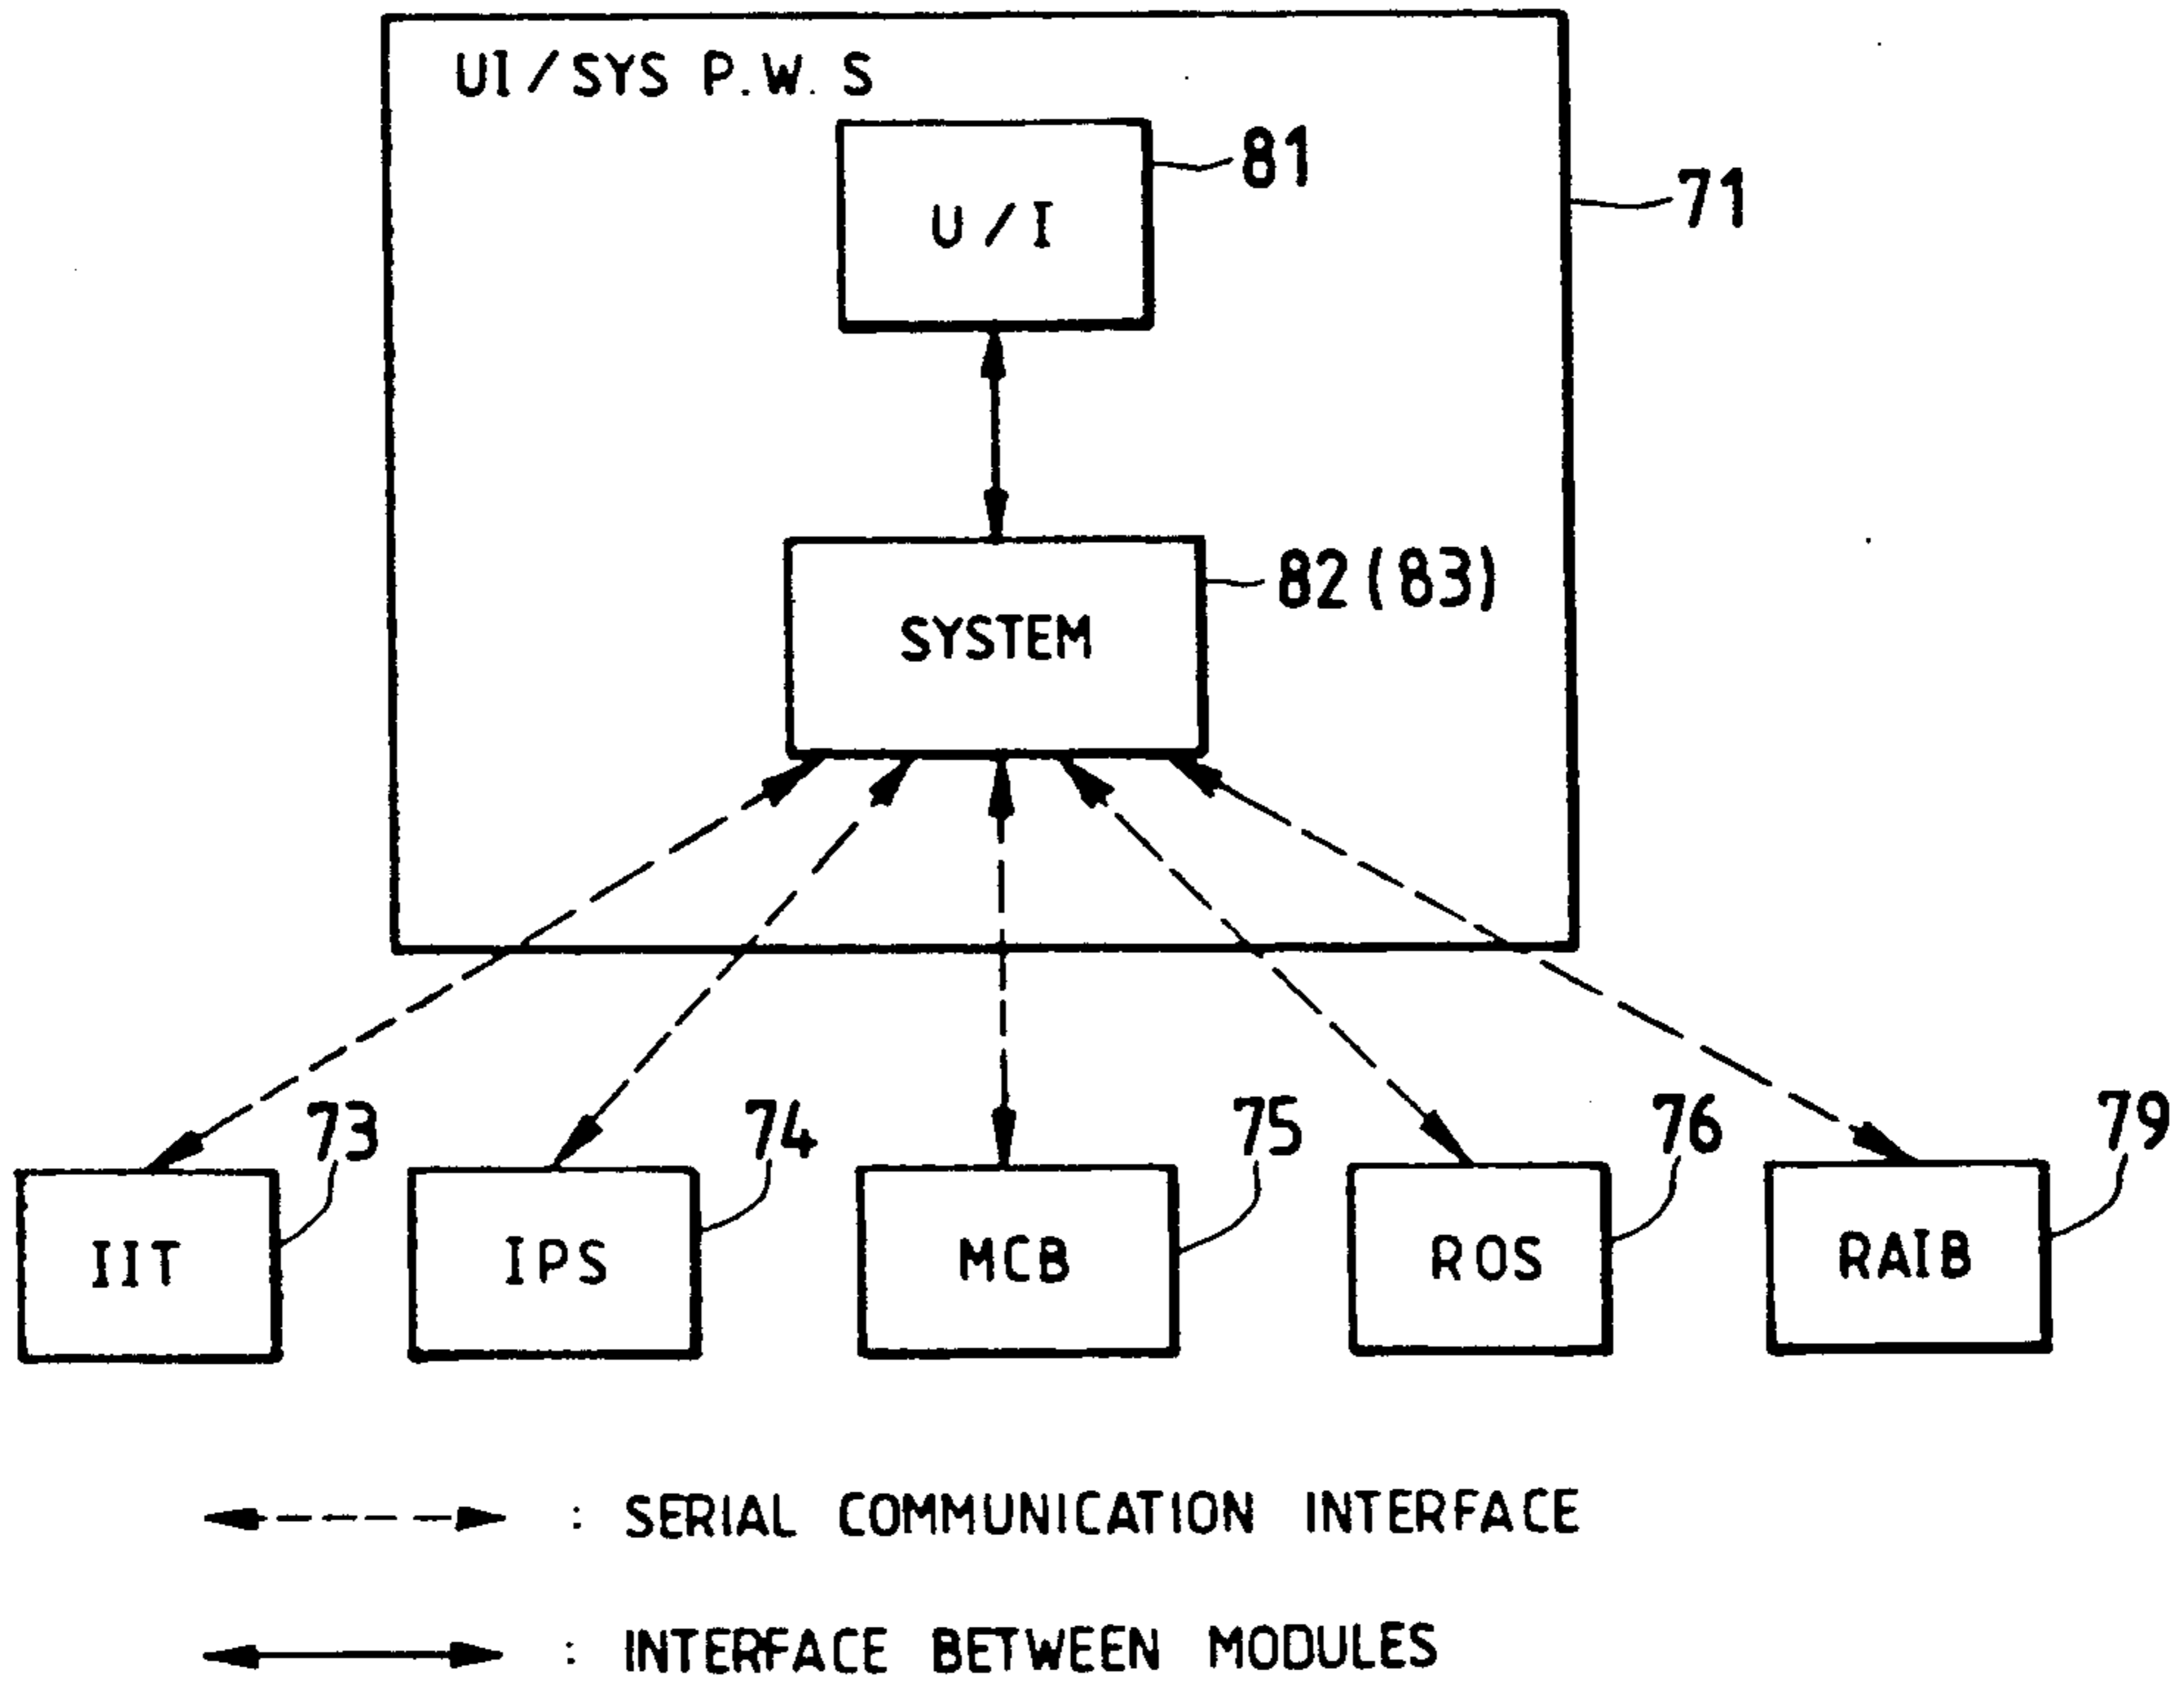 UI/SYS P.W. S
81
U/I
71
82(83)
SYSTEM
73
74
75
76
79
IIT
IPS
MCB
ROS
RAIB
: SERIAL COMMUNICATION INTERFACE
: INTERFACE BETWEEN MODULES